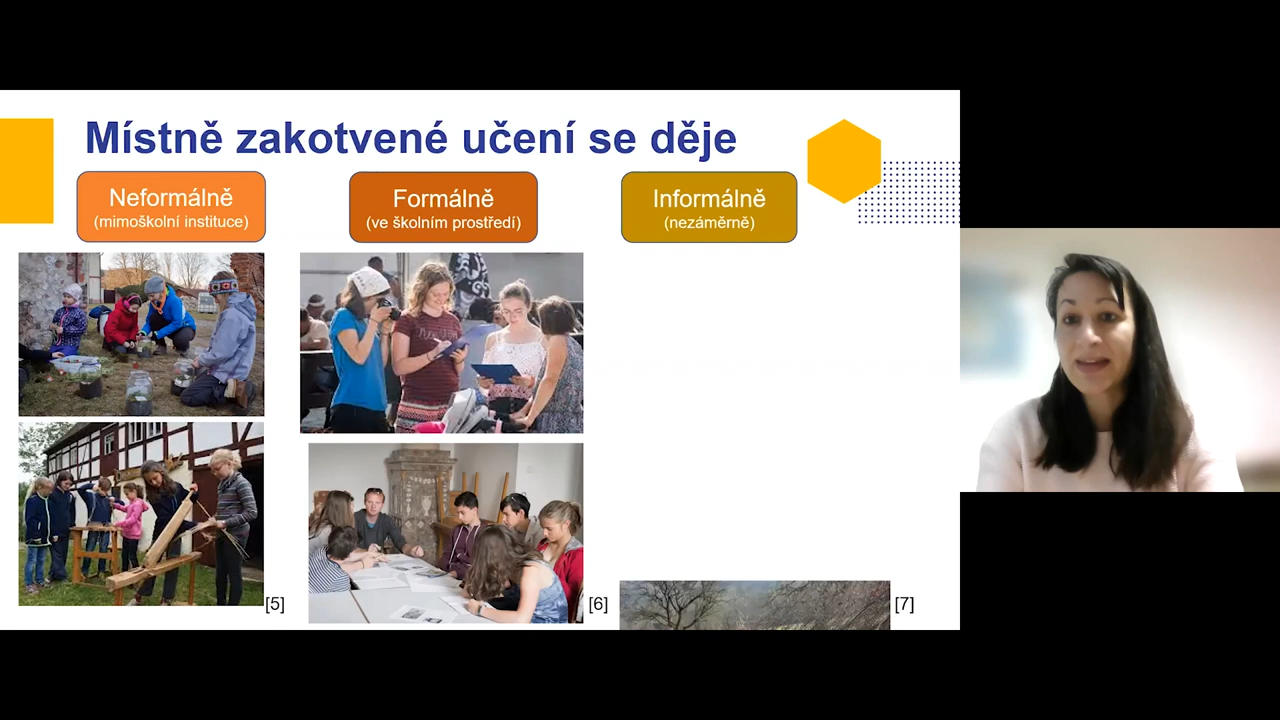 Místně zakotvené učení se děje
Neformálně
(mimoškolní instituce)
Formálně
(ve školním prostředí)
Informálně
(nezáměrně)
[5]
[6]
[7]